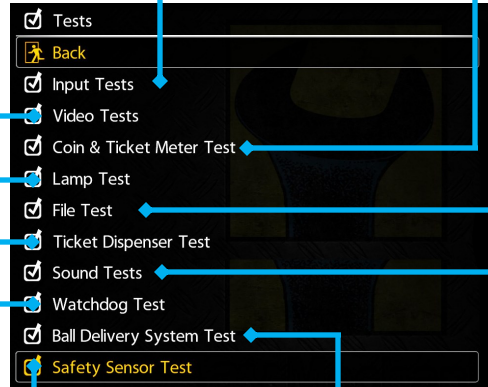 Tests
Back
Input Tests
Video Tests
Coin & Ticket Meter Test
Lamp Test
File Test
Ticket Dispenser Test
Sound Tests
Watchdog Test
Ball Delivery System Test
Safety Sensor Test